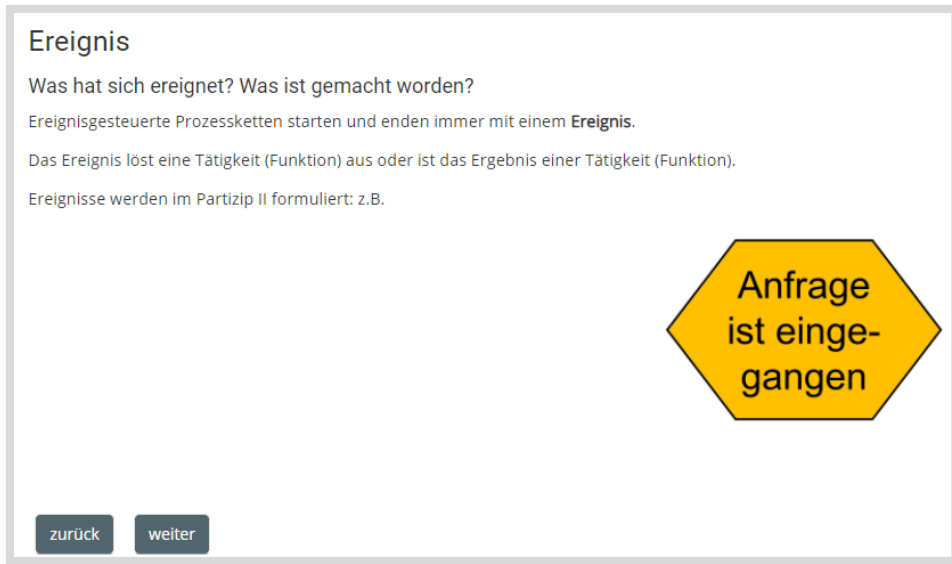 Ereignis
Was hat sich ereignet? Was ist gemacht worden?
Ereignisgesteuerte Prozessketten starten und enden immer mit einem Ereignis.
Das Ereignis löst eine Tätigkeit (Funktion) aus oder ist das Ergebnis einer Tätigkeit (Funktion).
Ereignisse werden im Partizip II formuliert: z.B.
Anfrage
ist einge-
gangen
zurück
weiter